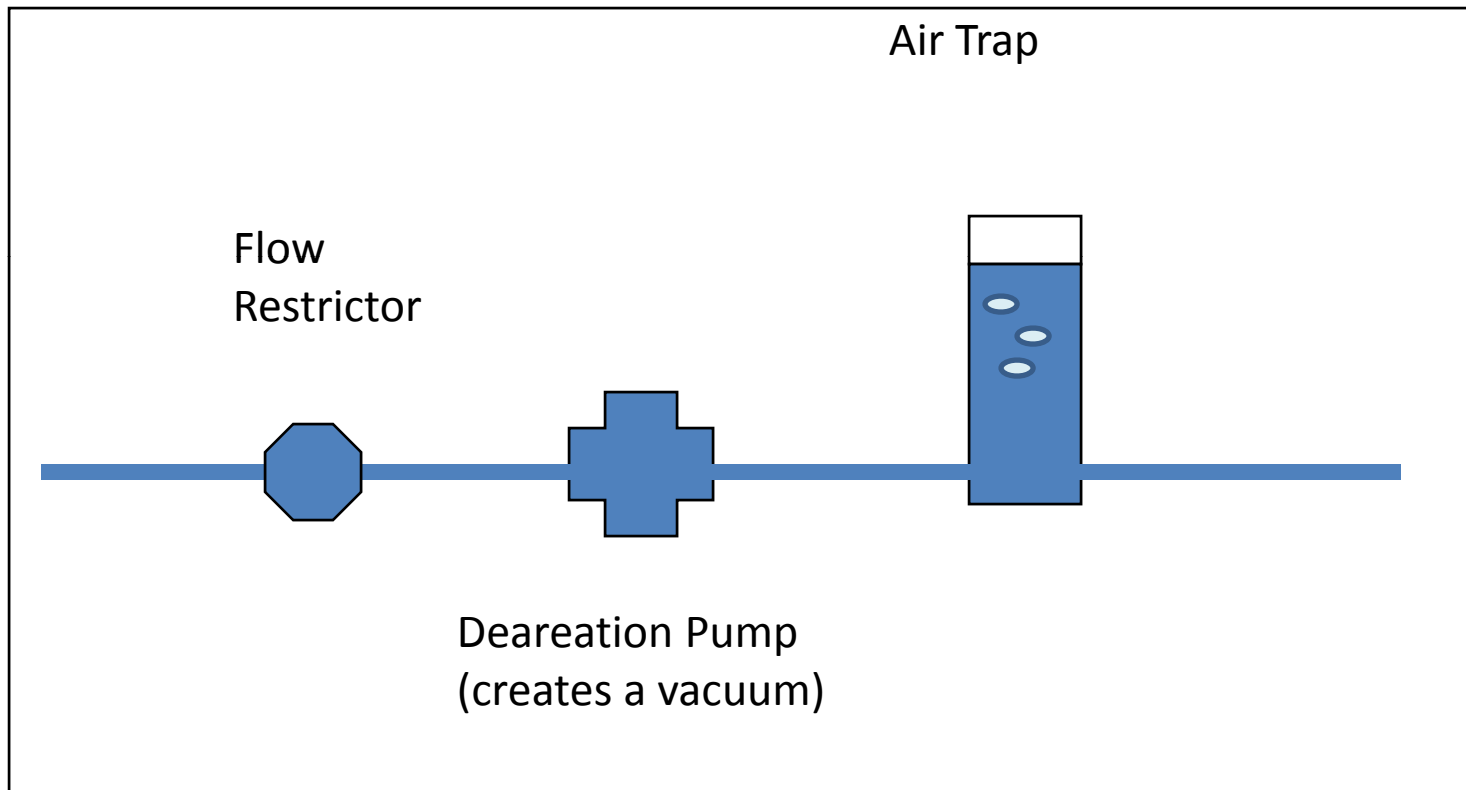 Air Trap
Flow
Restrictor
Deareation Pump
(creates a vacuum)